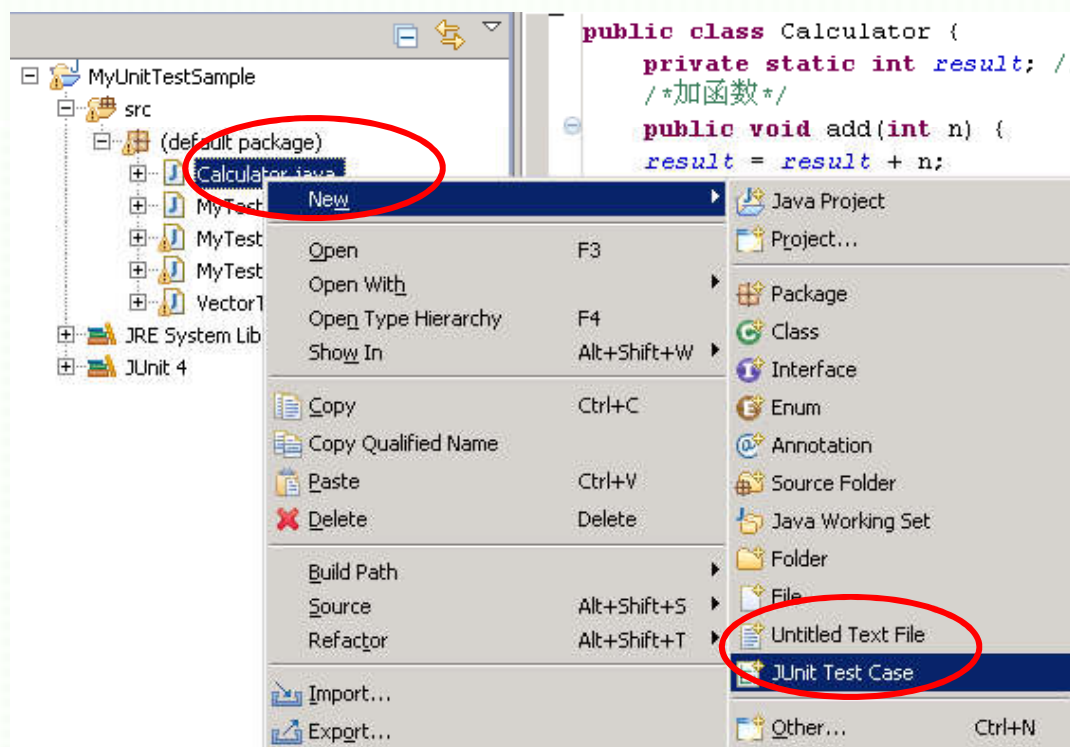 MyUnitTestSample
src
(default package)
Calculator.java
MyTest
MyTest
MyTest
VectorT
JRE System Lib
JUnit 4
public class Calculator {
private static int result; /
/*加函数*/
public void add(int n) {
result = result + n;
New
Open F3
Open With
Open Type Hierarchy F4
Show In Alt+Shift+W
Copy Ctrl+C
Copy Qualified Name
Paste Ctrl+V
Delete Delete
Build Path
Source Alt+Shift+S
Refactor Alt+Shift+T
Import...
Export...
Java Project
Project...
Package
Class
Interface
Enum
Annotation
Source Folder
Java Working Set
Folder
File
Untitled Text File
JUnit Test Case
Other... Ctrl+N